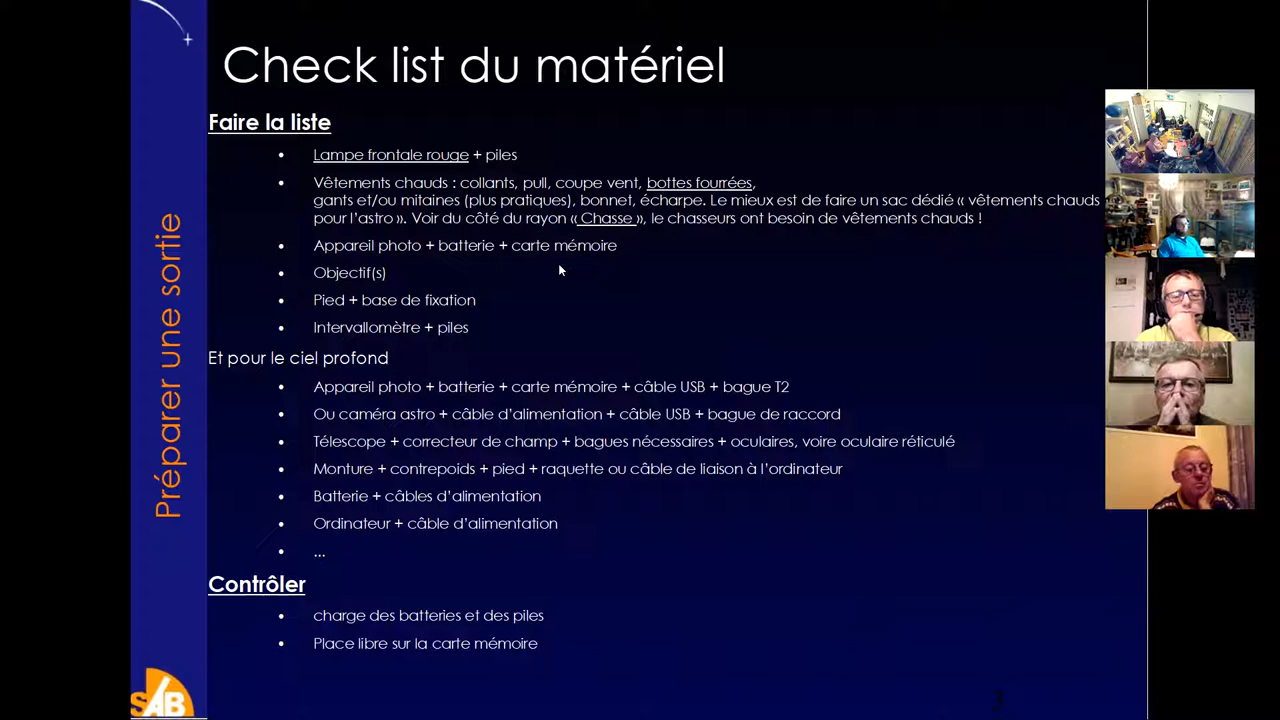 Check list du matériel
Faire la liste
• Lampe frontale rouge + piles
• Vêtements chauds : collants, pull, coupe vent, bottes fourrées,
gants et/ou mitaines (plus pratiques), bonnet, écharpe. Le mieux est de faire un sac dédié « vêtements chauds
pour l'astro ». Voir du côté du rayon « Chasse », le chasseurs ont besoin de vêtements chauds !
• Appareil photo + batterie + carte mémoire
• Objectif(s)
• Pied + base de fixation
• Intervallomètre + piles
Et pour le ciel profond
• Appareil photo + batterie + carte mémoire + câble USB + bague T2
• Ou caméra astro + câble d'alimentation + câble USB + bague de raccord
• Télescope + correcteur de champ + bagues nécessaires + oculaires, voire oculaire réticulé
• Monture + contrepoids + pied + raquette ou câble de liaison à l'ordinateur
• Batterie + câbles d'alimentation
• Ordinateur + câble d'alimentation
• ...
Contrôler
• charge des batteries et des piles
• Place libre sur la carte mémoire
Préparer une sortie
SAB
3